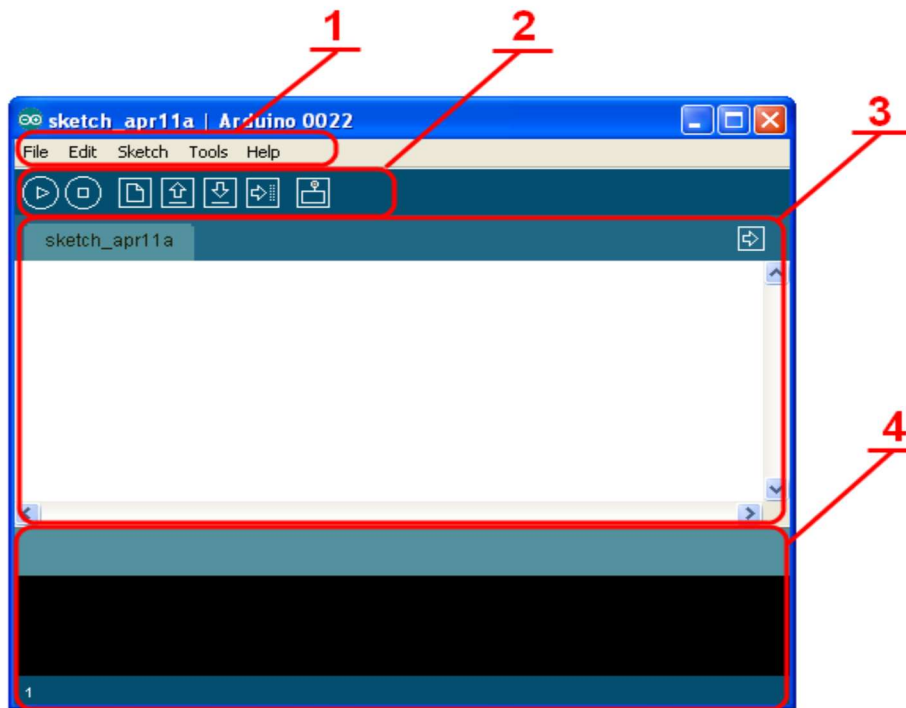 1
2
sketch_apr11a | Arduino 0022
3
File Edit Sketch Tools Help
sketch_apr11a
4
1